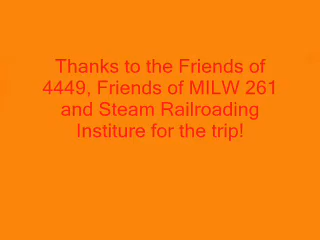 Thanks to the Friends of
4449, Friends of MILW 261
and Steam Railroading
Institure for the trip!